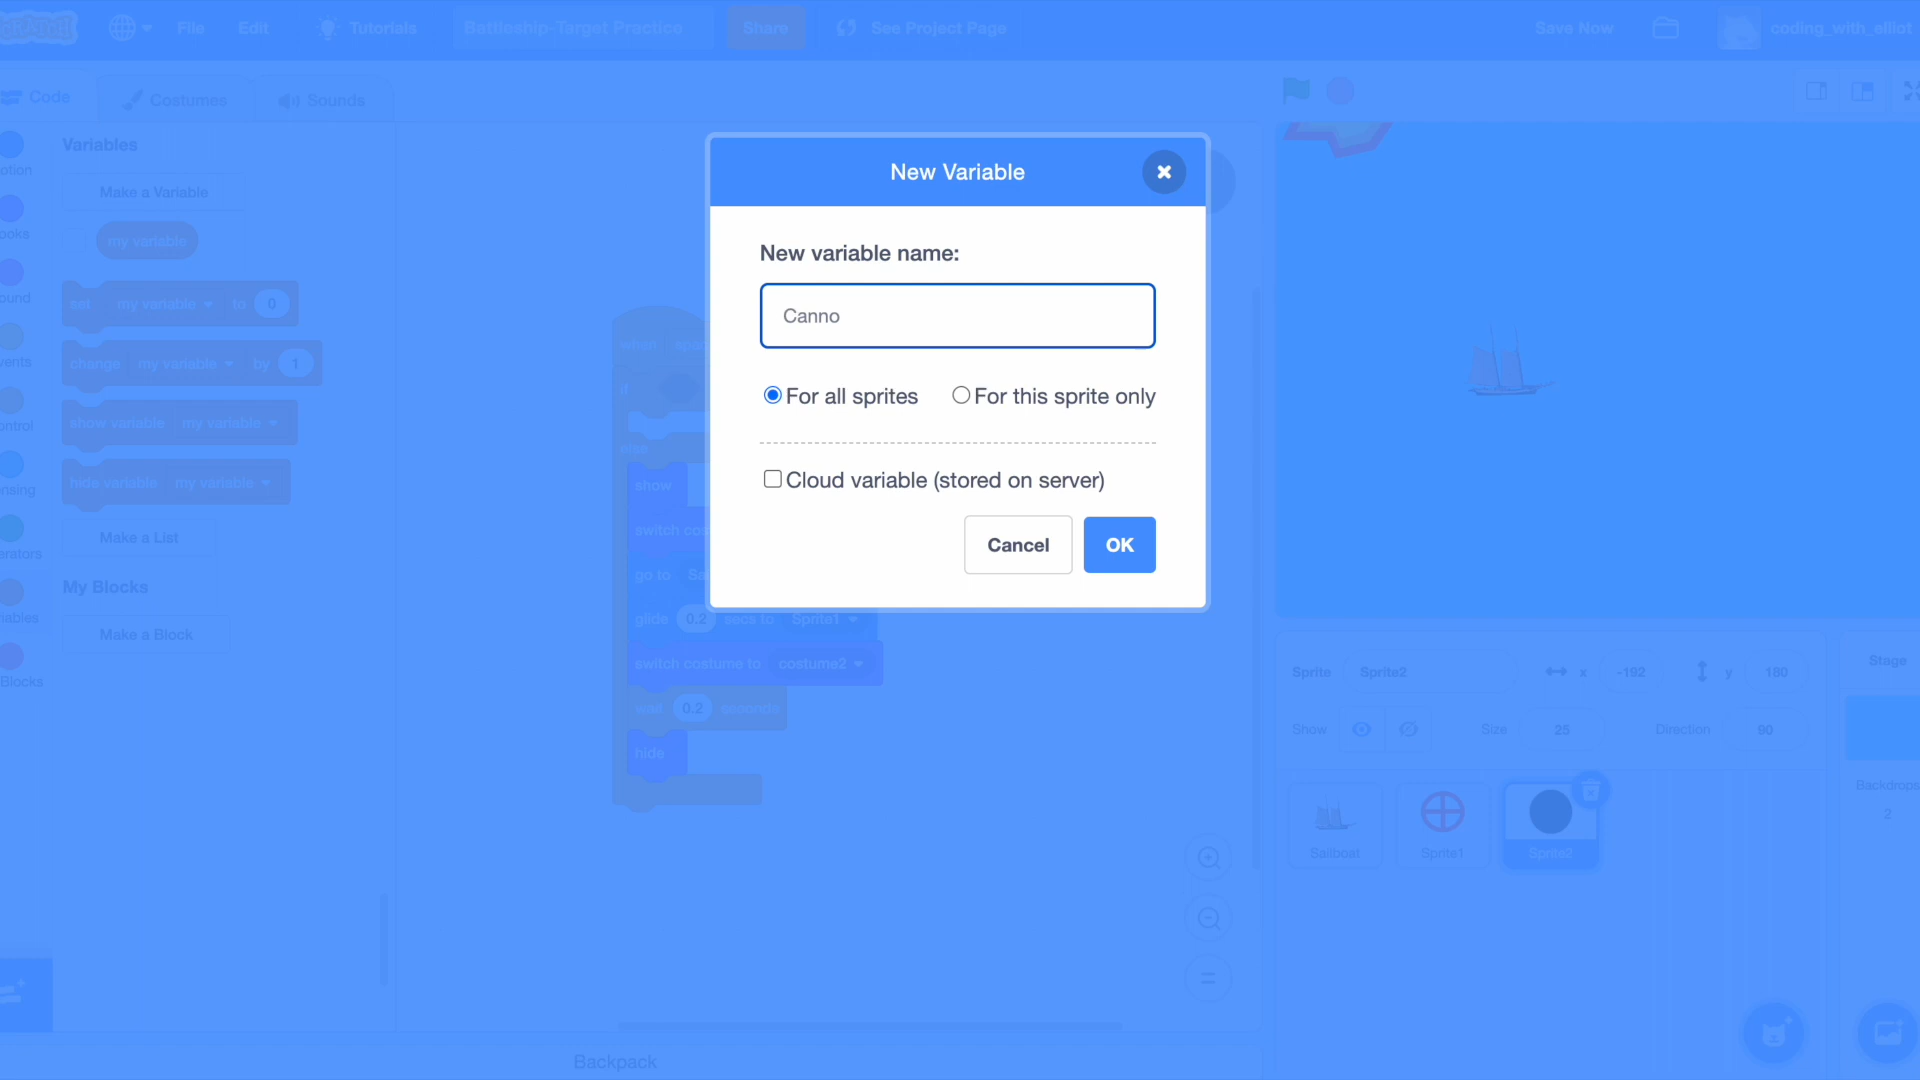 File Edit Tutorials Battleship-Target Practice Share See Project Page Save Now coding_with_elliot
Code Costumes Sounds
Variables
Make a Variable
my variable
set my variable to 0
change my variable by 1
show variable my variable
hide variable my variable
Make a List
My Blocks
Make a Block
New Variable
New variable name:
Canno
For all sprites For this sprite only
Cloud variable (stored on server)
Cancel OK
when
if
else
show
switch
go to
glide 0.2 secs to Sprite1
switch costume to costume2
wait 0.2 seconds
hide
Backpack
Sprite Sprite2 x -192 y 180
Show Size 25 Direction 90
Sailboat Sprite1 Sprite2
Stage
Backdrops
2